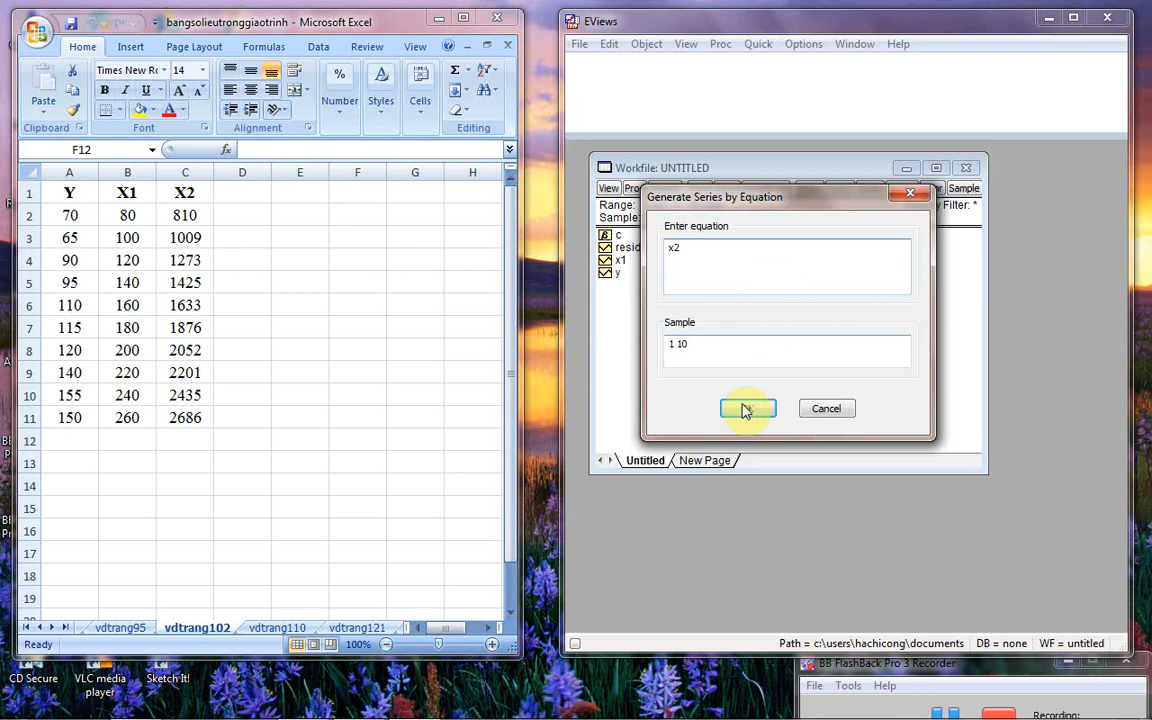 bangsolieutronggiaotrinh - Microsoft Excel
Home Insert Page Layout Formulas Data Review View
Times New Ro 14
Paste
Number
Styles
Cells
Clipboard Font Alignment Editing
F12 fx
A B C D E F G H
1 Y X1 X2
2 70 80 810
3 65 100 1009
4 90 120 1273
5 95 140 1425
6 110 160 1633
7 115 180 1876
8 120 200 2052
9 140 220 2201
10 155 240 2435
11 150 260 2686
12
13
14
15
16
17
18
19
vdtrang95 vdtrang102 vdtrang110 vdtrang121
Ready 100%
CD Secure
VLC media player
Sketch It!
EViews
File Edit Object View Proc Quick Options Window Help
Workfile: UNTITLED
View Proc Sample
Range: Filter: *
Sample:
c
resid
x1
y
Generate Series by Equation
Enter equation
x2
Sample
1 10
Cancel
Untitled New Page
Path = c:\users\hachicong\documents DB = none WF = untitled
BB FlashBack Pro 3 Recorder
File Tools Help
Recording: